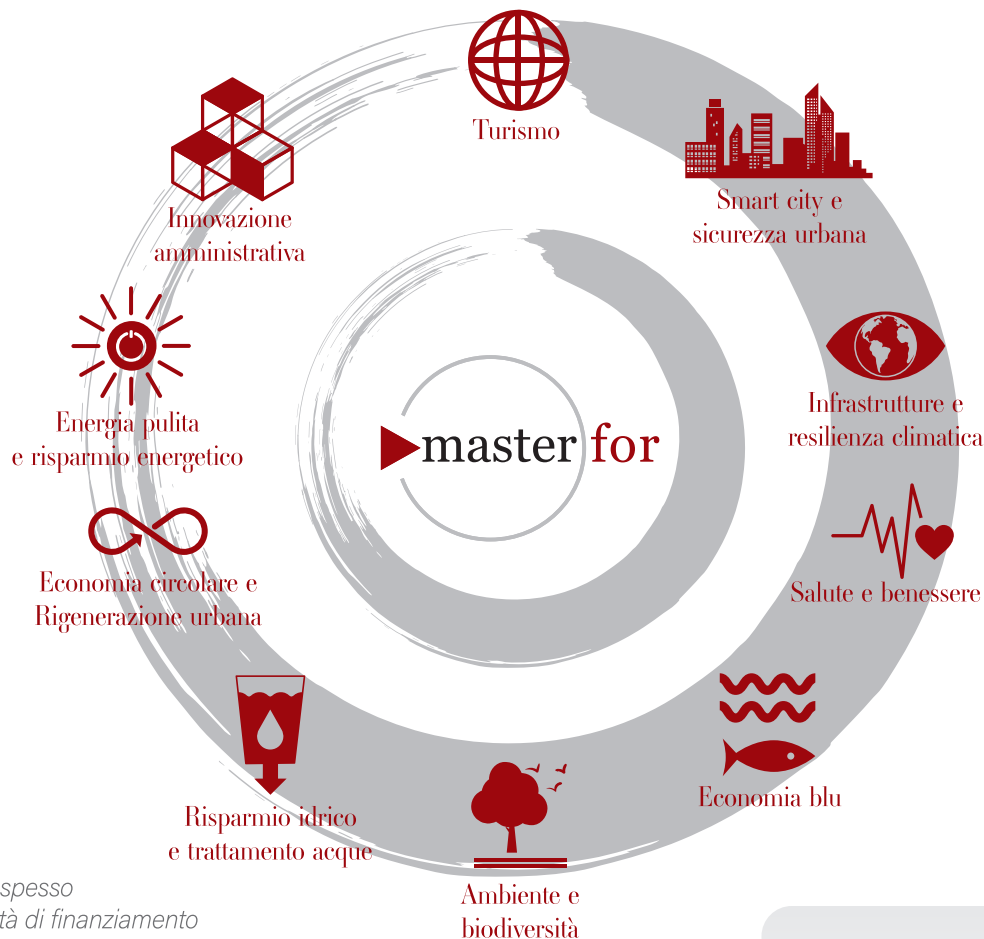 Turismo
Smart city e
sicurezza urbana
Infrastrutture e
resilienza climatica
Salute e benessere
Economia blu
Ambiente e
biodiversità
Risparmio idrico
e trattamento acque
Economia circolare e
Rigenerazione urbana
Energia pulita
e risparmio energetico
Innovazione
amministrativa
master for
spesso
tà di finanziamento